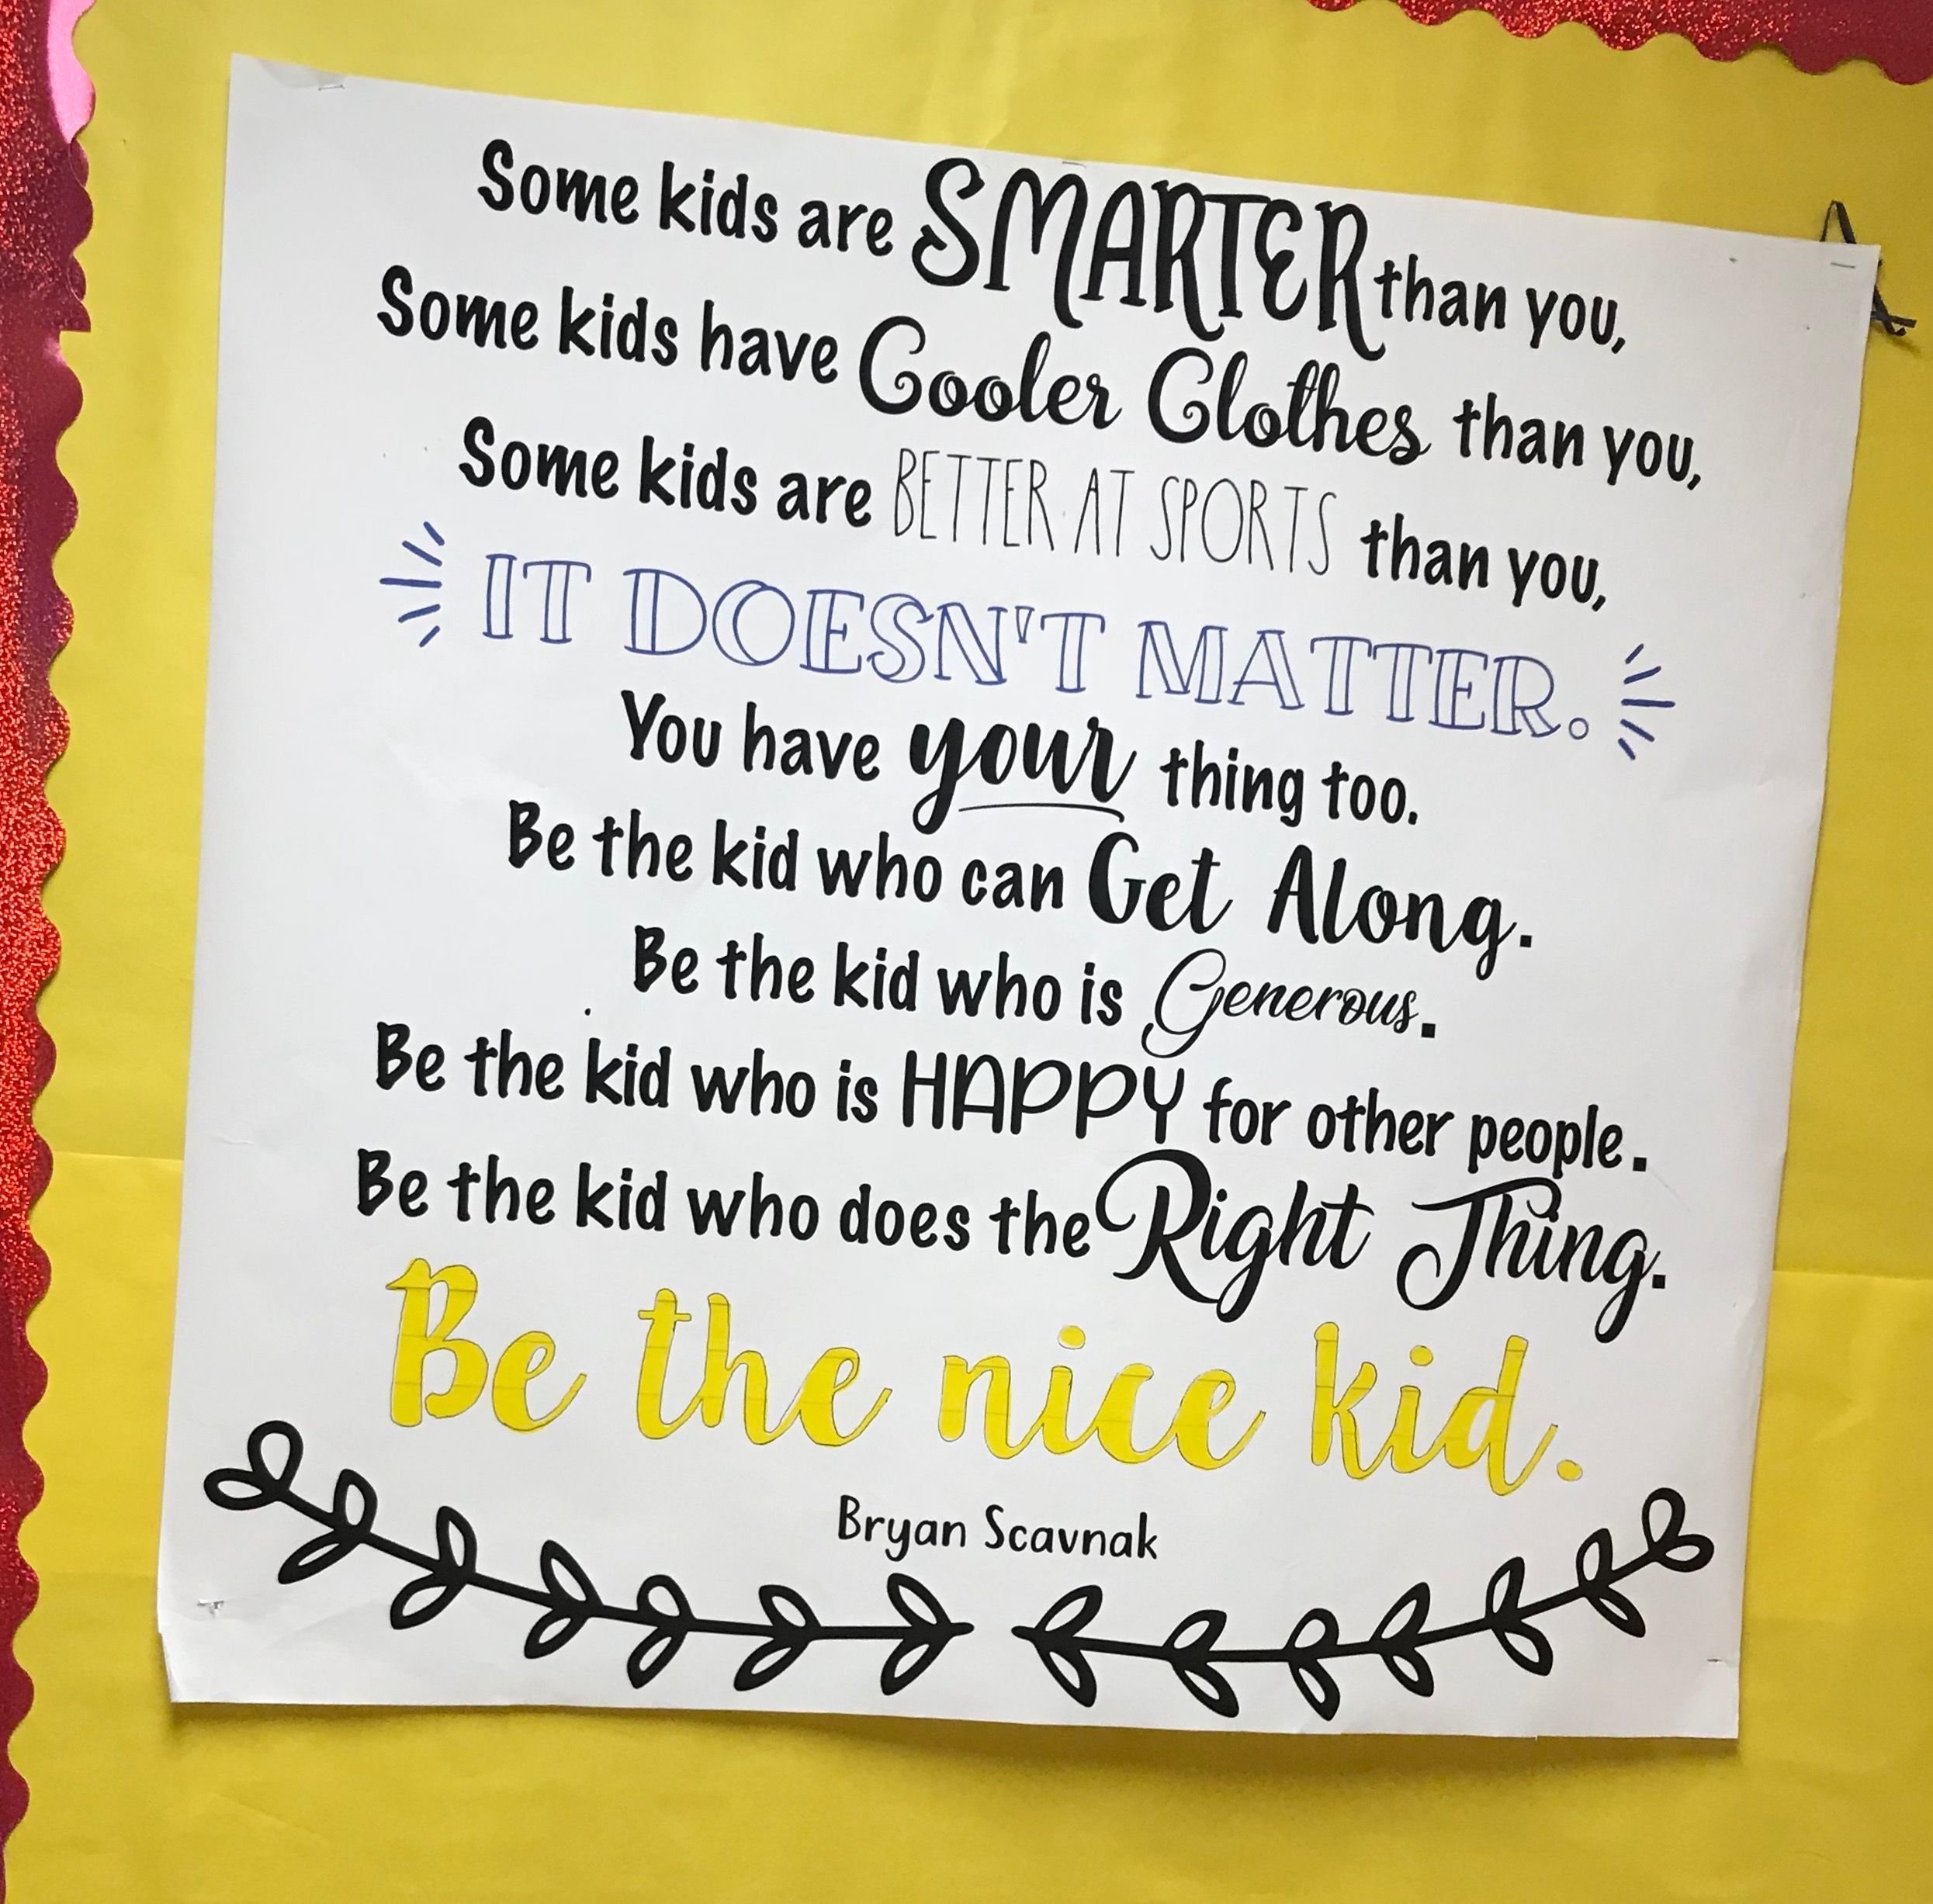 Some kids are SMARTER than you,
Some kids have Cooler Clothes than you,
Some kids are BETTER AT SPORTS than you,
IT DOESN'T MATTER.
You have your thing too.
Be the kid who can Get Along.
Be the kid who is Generous.
Be the kid who is HAPPY for other people.
Be the kid who does the Right Thing.
Be the nice kid.
Bryan Scavnak